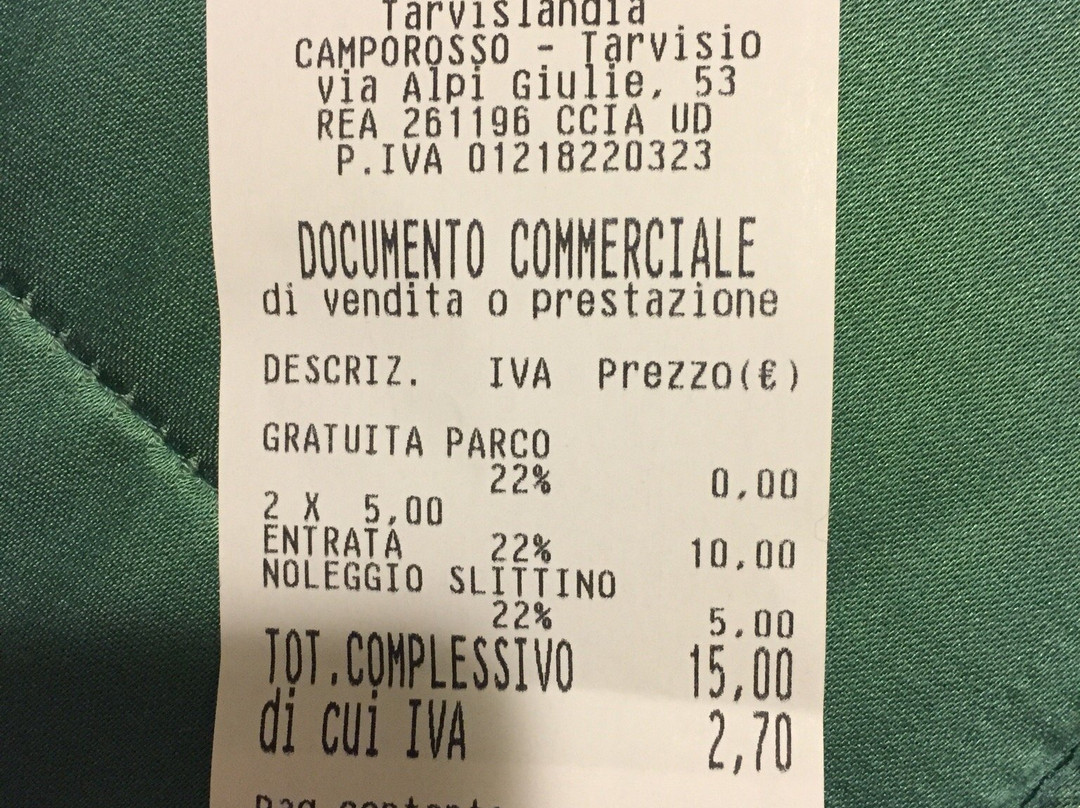 Tarvislandia
CAMPOROSSO - Tarvisio
via Alpi Giulie, 53
REA 261196 CCIA UD
P.IVA 01218220323
DOCUMENTO COMMERCIALE
di vendita o prestazione
DESCRIZ. IVA Prezzo(€)
GRATUITA PARCO
22% 0,00
2 X 5,00
ENTRATA 22% 10,00
NOLEGGIO SLITTINO
22% 5,00
TOT.COMPLESSIVO 15,00
di cui IVA 2,70